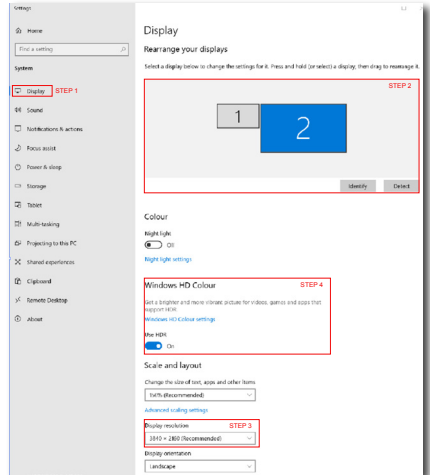 Settings
Home
Find a setting
System
Display STEP 1
Sound
Notifications & actions
Focus assist
Power & sleep
Storage
Tablet
Multi-tasking
Projecting to this PC
Shared experiences
Clipboard
Remote Desktop
About
Display
Rearrange your displays
Select a display below to change the settings for it. Press and hold (or select) a display, then drag to rearrange it.
STEP 2
1
2
Identify Detect
Colour
Night light
Off
Night light settings
STEP 4
Windows HD Colour
Get a brighter and more vibrant picture for videos, games and apps that
support HDR.
Windows HD Colour settings
Use HDR
On
Scale and layout
Change the size of text, apps and other items
150% (Recommended)
Advanced scaling settings
Display resolution STEP 3
3840 × 2160 (Recommended)
Display orientation
Landscape